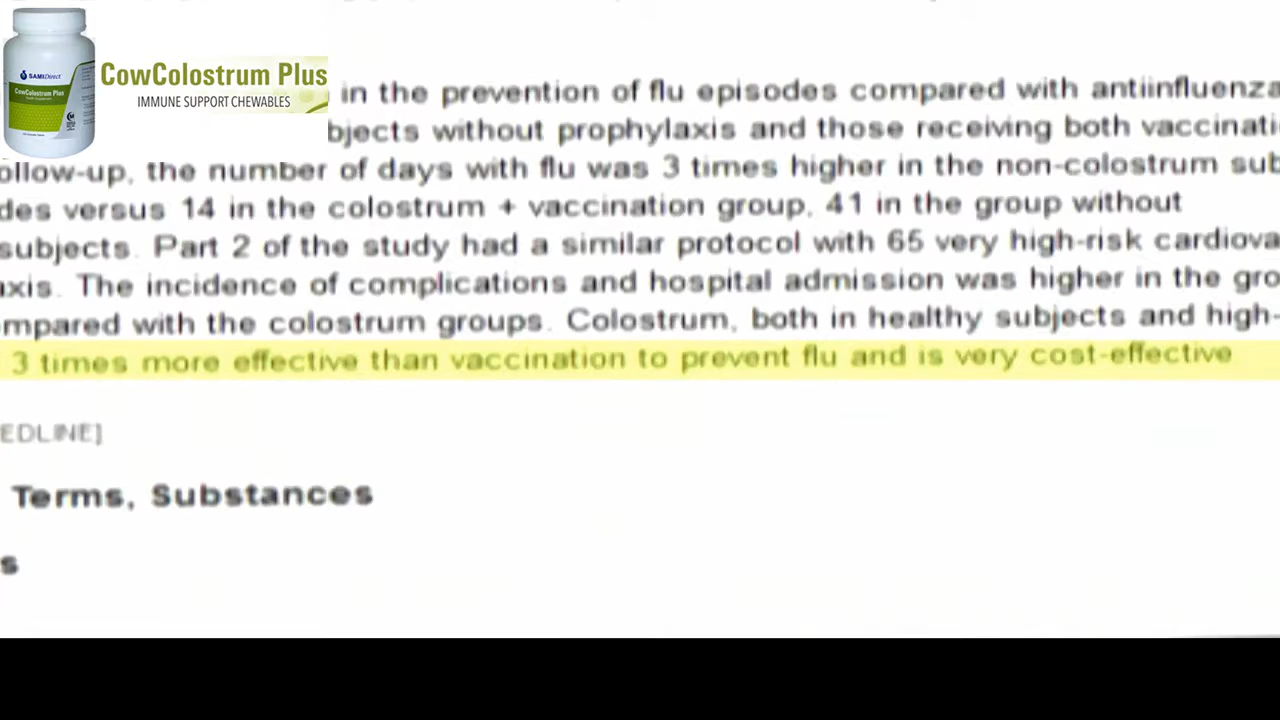 SAMIDIRECT
CowColostrum Plus
CowColostrum Plus
IMMUNE SUPPORT CHEWABLES
in the prevention of flu episodes compared with antiinfluenza
bjects without prophylaxis and those receiving both vaccinati
ollow-up, the number of days with flu was 3 times higher in the non-colostrum sub
des versus 14 in the colostrum + vaccination group, 41 in the group without
subjects. Part 2 of the study had a similar protocol with 65 very high-risk cardiova
axis. The incidence of complications and hospital admission was higher in the gro
mpared with the colostrum groups. Colostrum, both in healthy subjects and high-
3 times more effective than vaccination to prevent flu and is very cost-effective
EDLINE]
Terms, Substances
s